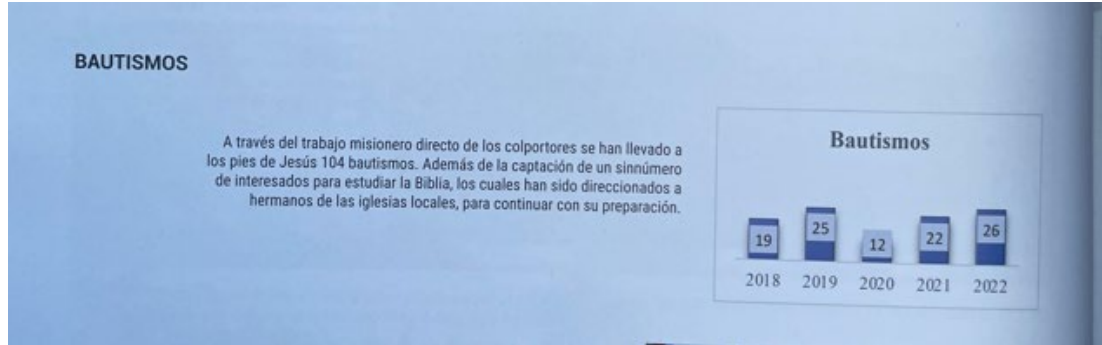 BAUTISMOS
A través del trabajo misionero directo de los colportores se han llevado a
los pies de Jesús 104 bautismos. Además de la captación de un sinnúmero
de interesados para estudiar la Biblia, los cuales han sido direccionados a
hermanos de las iglesias locales, para continuar con su preparación.
Bautismos
19 25 12 22 26
2018 2019 2020 2021 2022